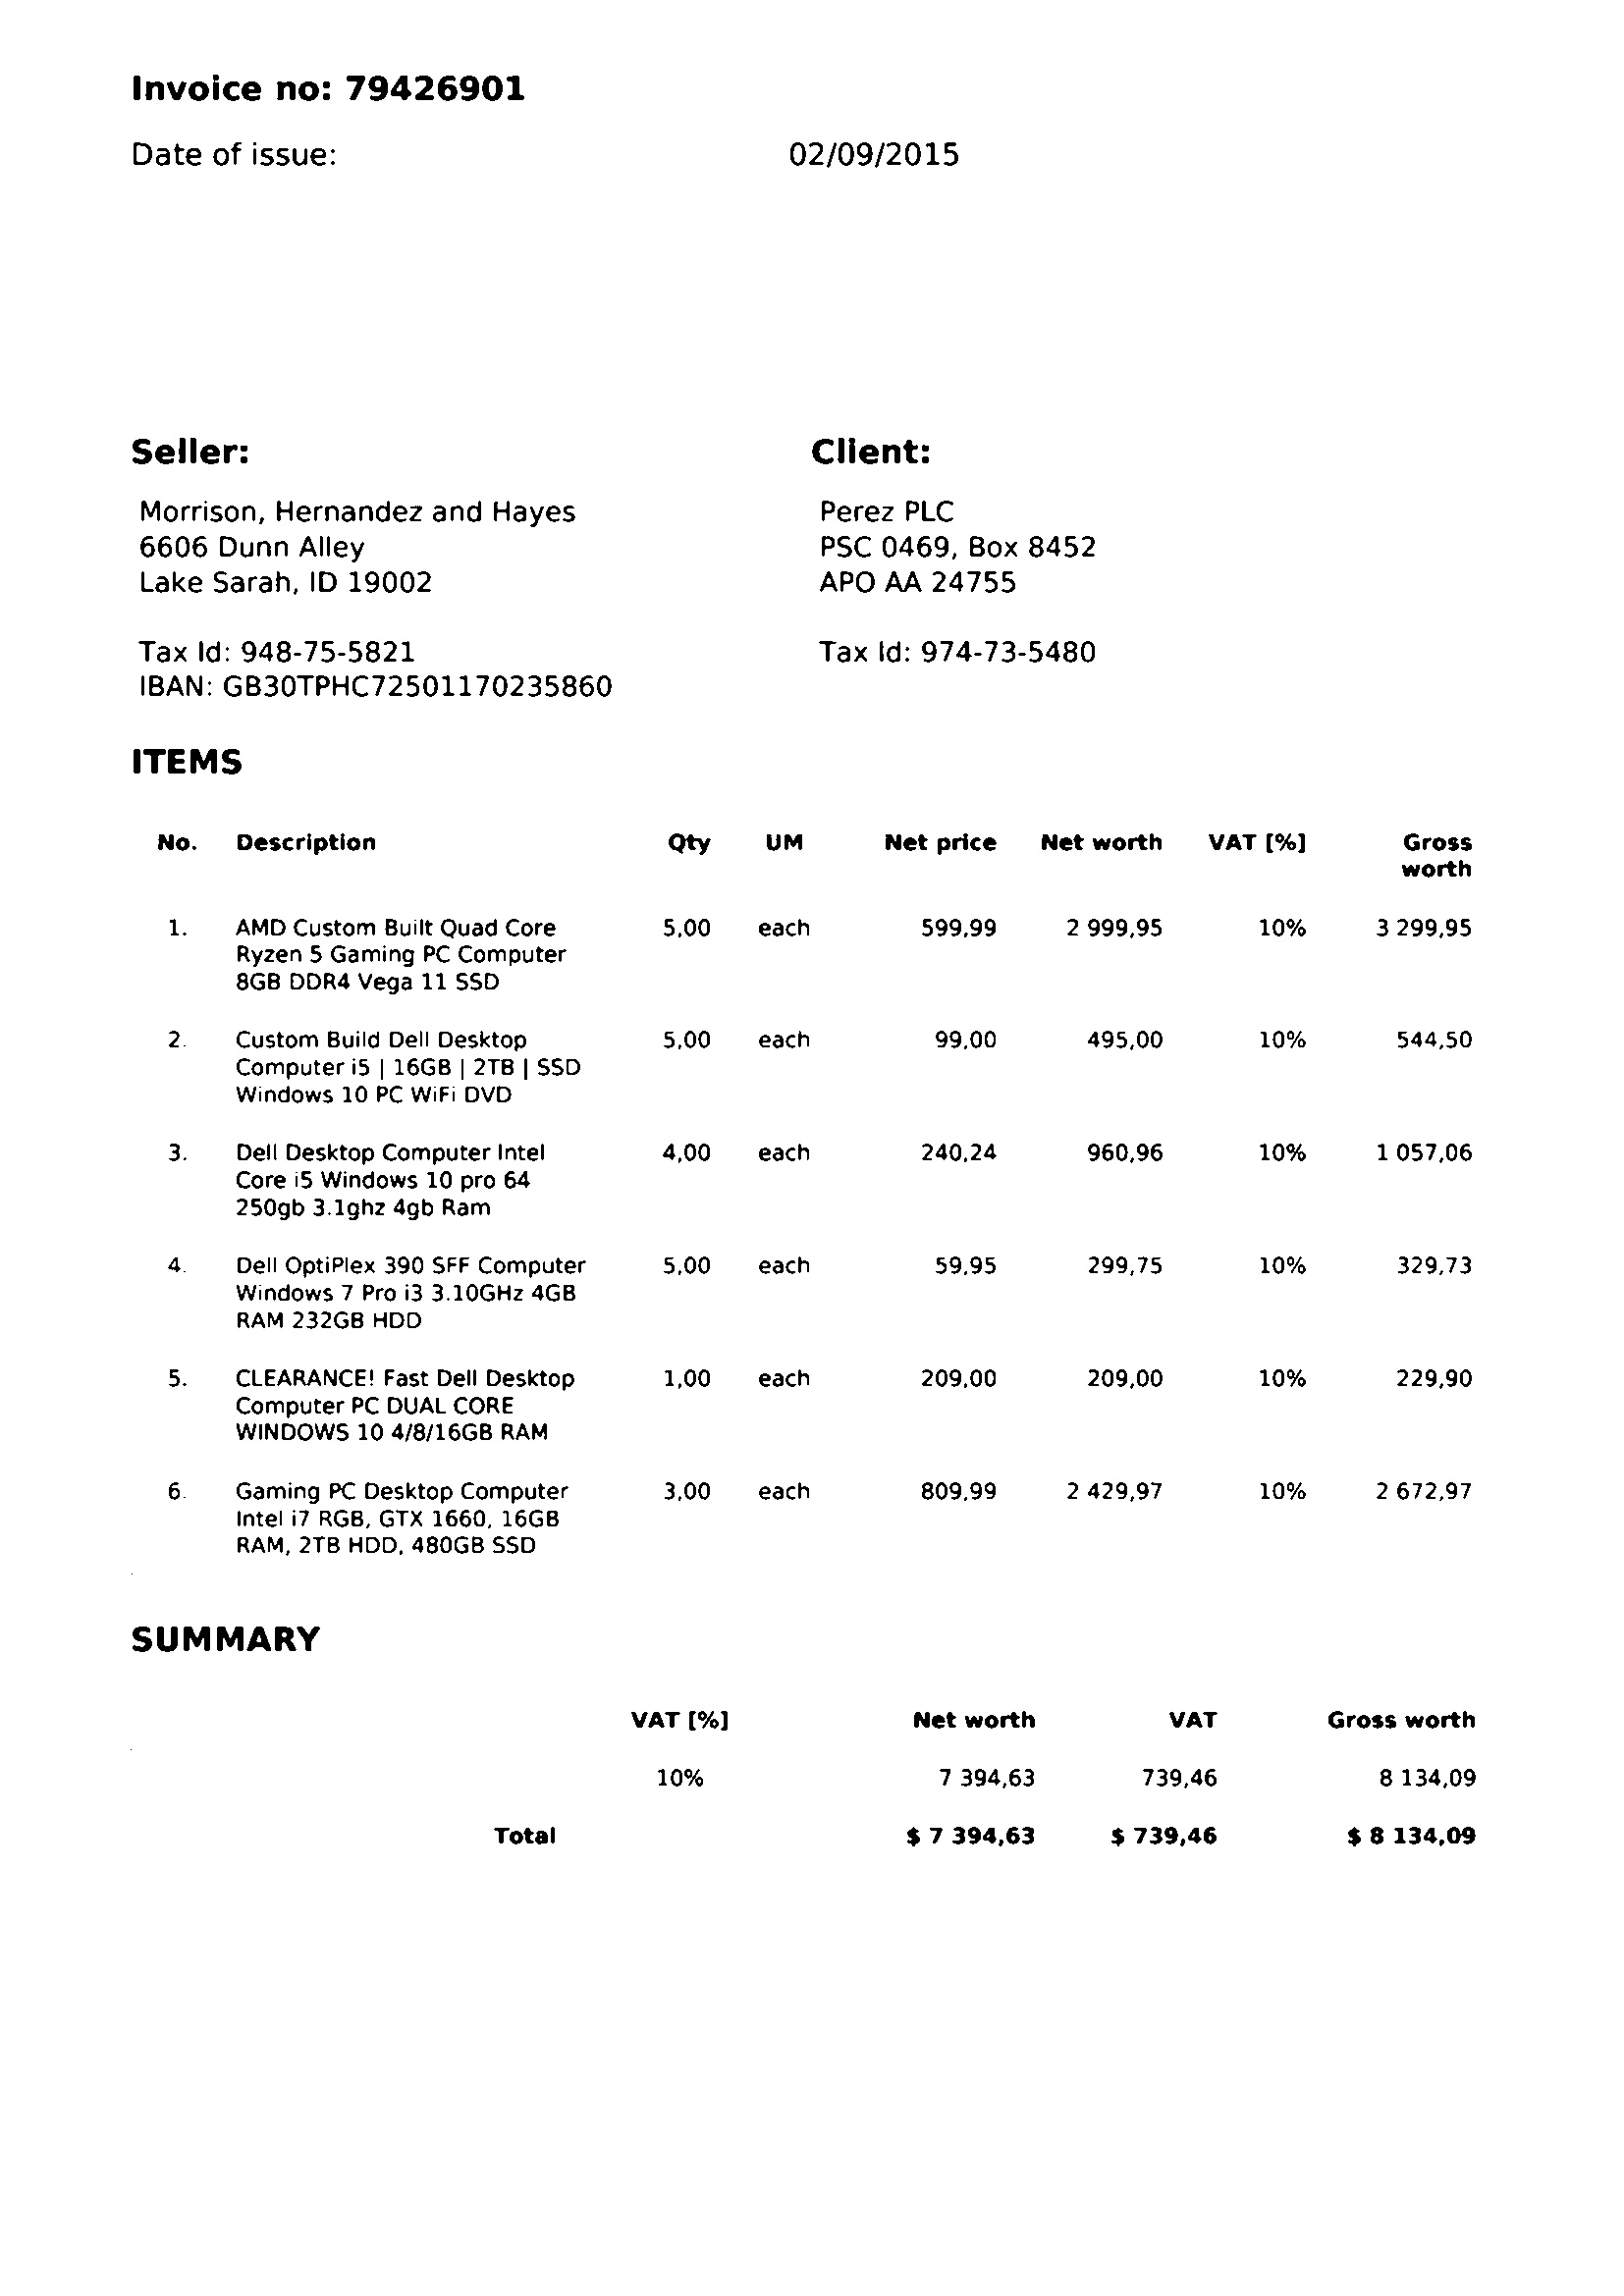 Invoice no: 79426901
Date of issue: 02/09/2015
Seller: Client:
Morrison, Hernandez and Hayes Perez PLC
6606 Dunn Alley PSC 0469, Box 8452
Lake Sarah, ID 19002 APO AA 24755
Tax Id: 948-75-5821 Tax Id: 974-73-5480
IBAN: GB30TPHC72501170235860
ITEMS
No. Description Qty UM Net price Net worth VAT [%] Gross
worth
1. AMD Custom Built Quad Core 5,00 each 599,99 2 999,95 10% 3 299,95
Ryzen 5 Gaming PC Computer
8GB DDR4 Vega 11 SSD
2. Custom Build Dell Desktop 5,00 each 99,00 495,00 10% 544,50
Computer i5 | 16GB | 2TB | SSD
Windows 10 PC WiFi DVD
3. Dell Desktop Computer Intel 4,00 each 240,24 960,96 10% 1 057,06
Core i5 Windows 10 pro 64
250gb 3.1ghz 4gb Ram
4. Dell OptiPlex 390 SFF Computer 5,00 each 59,95 299,75 10% 329,73
Windows 7 Pro i3 3.10GHz 4GB
RAM 232GB HDD
5. CLEARANCE! Fast Dell Desktop 1,00 each 209,00 209,00 10% 229,90
Computer PC DUAL CORE
WINDOWS 10 4/8/16GB RAM
6. Gaming PC Desktop Computer 3,00 each 809,99 2 429,97 10% 2 672,97
Intel i7 RGB, GTX 1660, 16GB
RAM, 2TB HDD, 480GB SSD
SUMMARY
VAT [%] Net worth VAT Gross worth
10% 7 394,63 739,46 8 134,09
Total $ 7 394,63 $ 739,46 $ 8 134,09